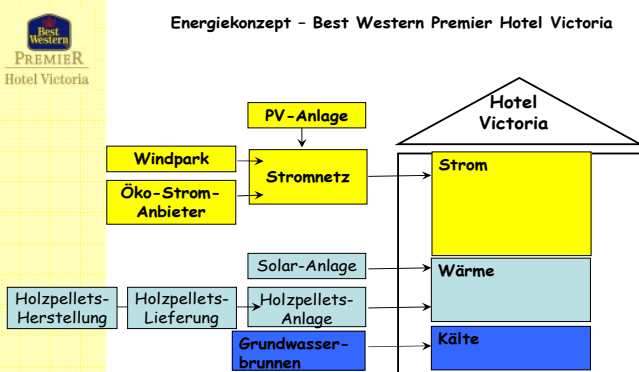 Energiekonzept - Best Western Premier Hotel Victoria
Best
Western
PREMIER
Hotel Victoria
Hotel
Victoria
PV-Anlage
Windpark
Öko-Strom-
Anbieter
Stromnetz
Strom
Solar-Anlage
Wärme
Holzpellets-
Herstellung
Holzpellets-
Lieferung
Holzpellets-
Anlage
Grundwasser-
brunnen
Kälte